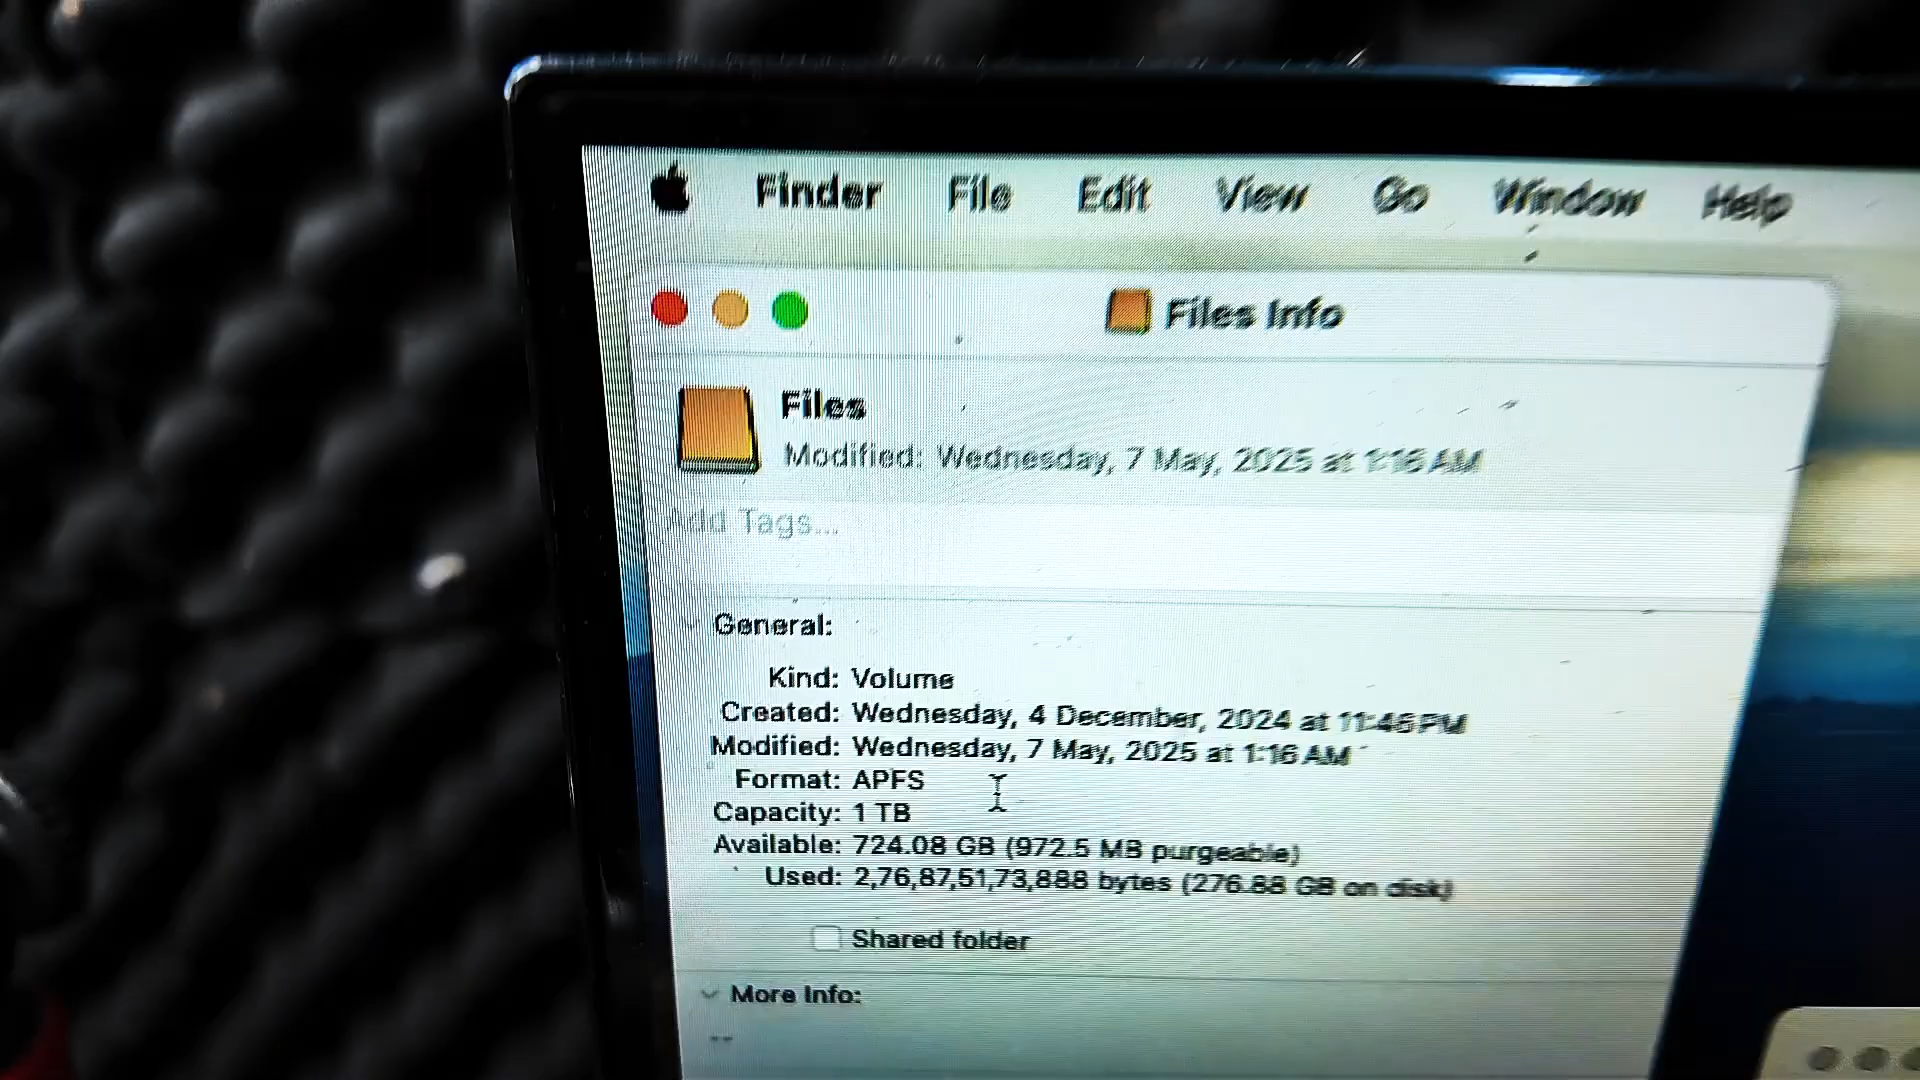 Finder File Edit View Go Window Help
Files Info
Files
Modified: Wednesday, 7 May, 2025 at 1:16 AM
Add Tags...
General:
Kind: Volume
Created: Wednesday, 4 December, 2024 at 11:46 PM
Modified: Wednesday, 7 May, 2025 at 1:16 AM
Format: APFS
Capacity: 1 TB
Available: 724.08 GB (972.5 MB purgeable)
Used: 2,76,87,51,73,888 bytes (276.88 GB on disk)
Shared folder
More Info:
--